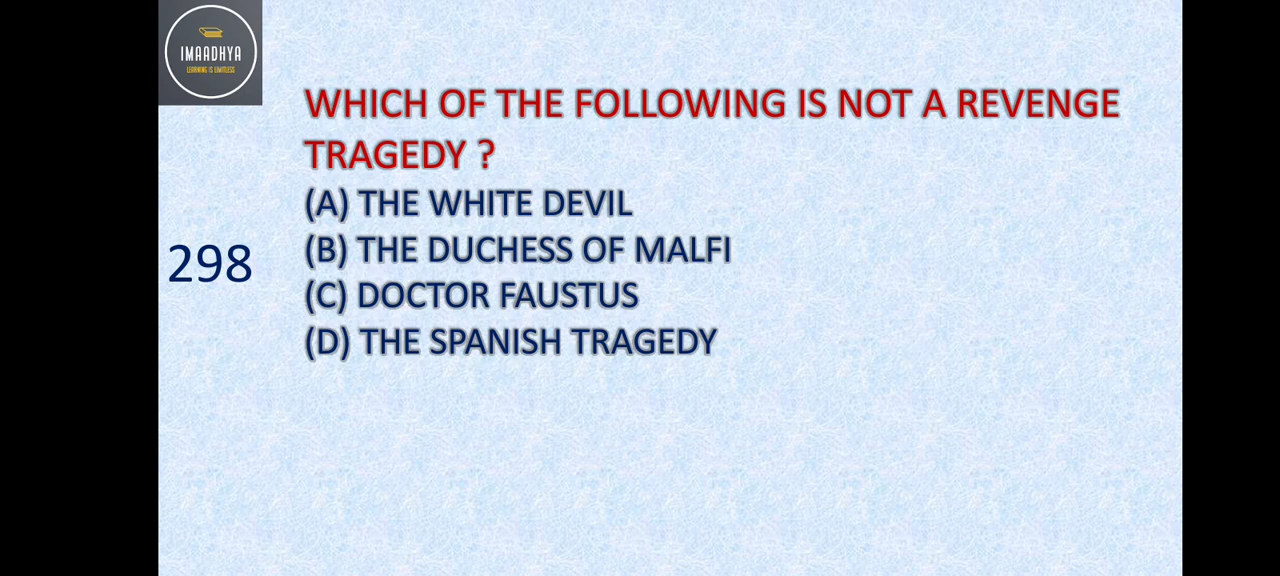 IMAADHYA
LEARNING IS LIMITLESS
WHICH OF THE FOLLOWING IS NOT A REVENGE
TRAGEDY ?
(A) THE WHITE DEVIL
(B) THE DUCHESS OF MALFI
298
(C) DOCTOR FAUSTUS
(D) THE SPANISH TRAGEDY